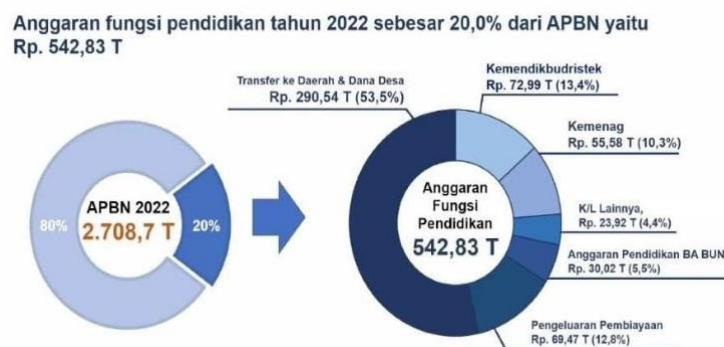 Anggaran fungsi pendidikan tahun 2022 sebesar 20,0% dari APBN yaitu
Rp. 542,83 T
Transfer ke Daerah & Dana Desa
Rp. 290,54 T (53,5%)
Kemendikbudristek
Rp. 72,99 T (13,4%)
Kemenag
Rp. 55,58 T (10,3%)
K/L Lainnya,
Rp. 23,92 T (4,4%)
Anggaran Pendidikan BA BUN
Rp. 30,02 T (5,5%)
Pengeluaran Pembiayaan
Rp. 69,47 T (12,8%)
80%
APBN 2022
2.708,7 T
20%
Anggaran
Fungsi
Pendidikan
542,83 T